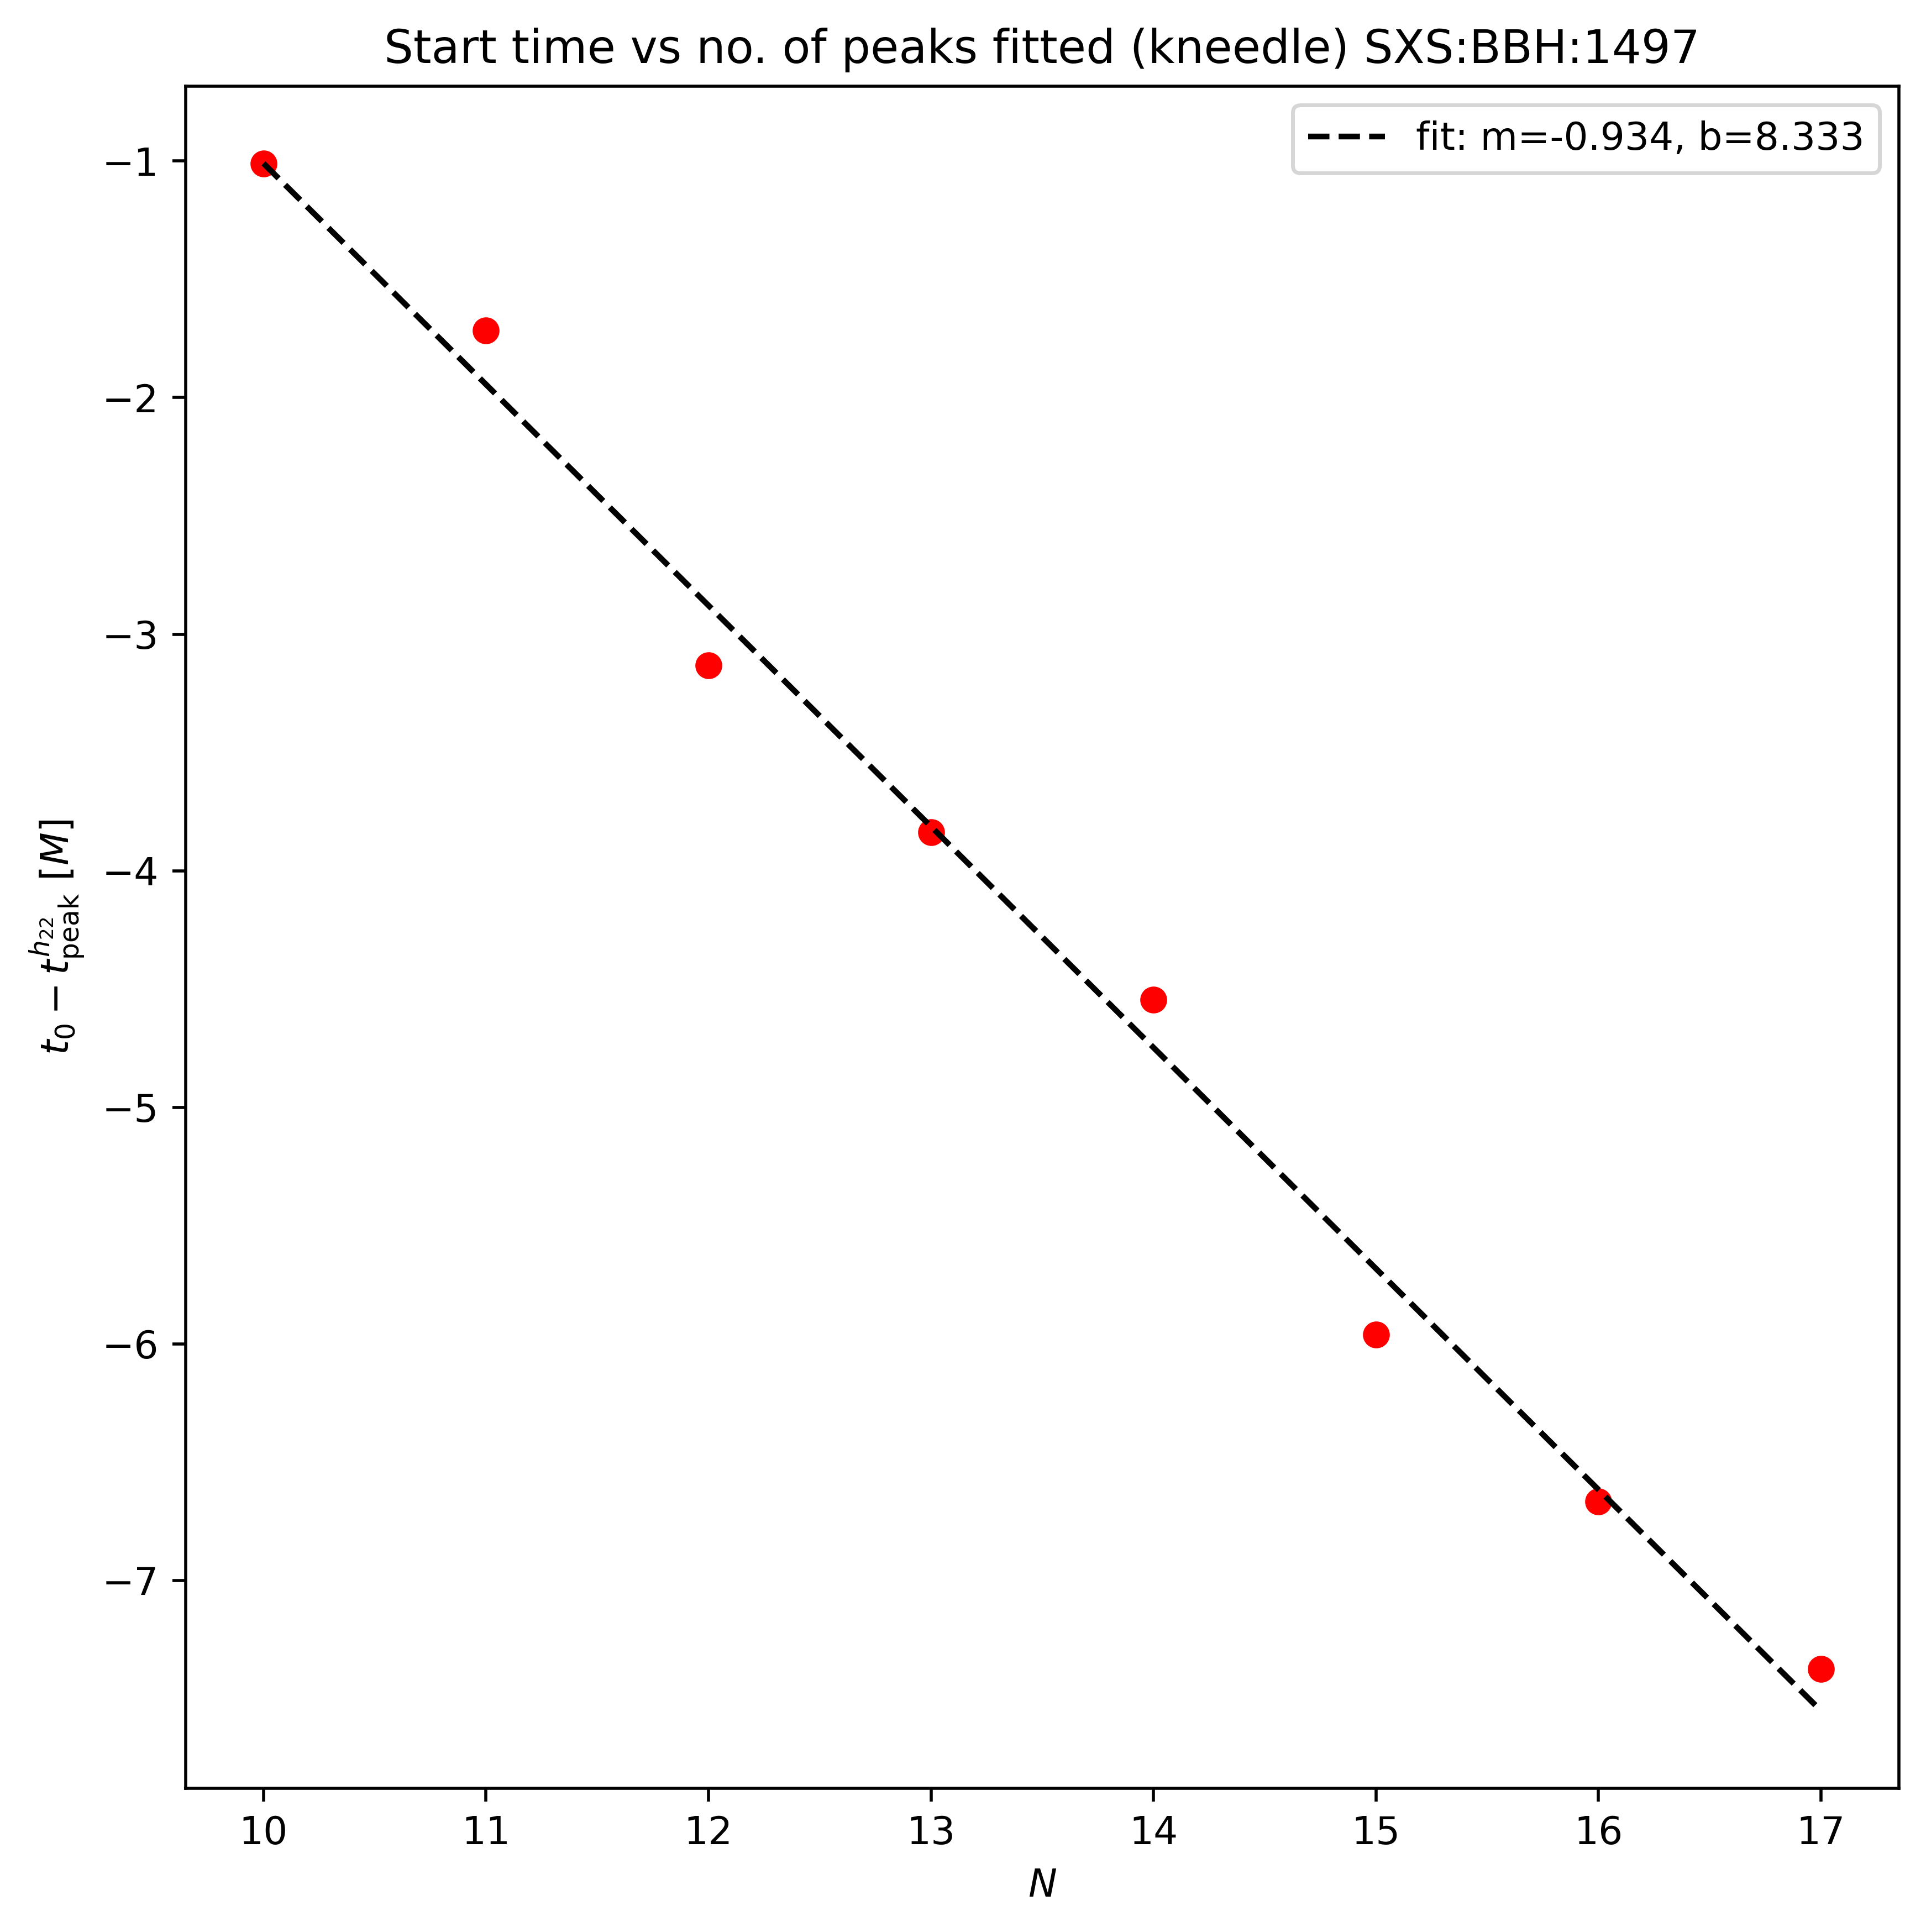 Start time vs no. of peaks fitted (kneedle) SXS:BBH:1497
fit: m=-0.934, b=8.333
−1
−2
−3
−4
−5
−6
−7
t₀ − t_peak^h₂₂ [M]
10 11 12 13 14 15 16 17
N